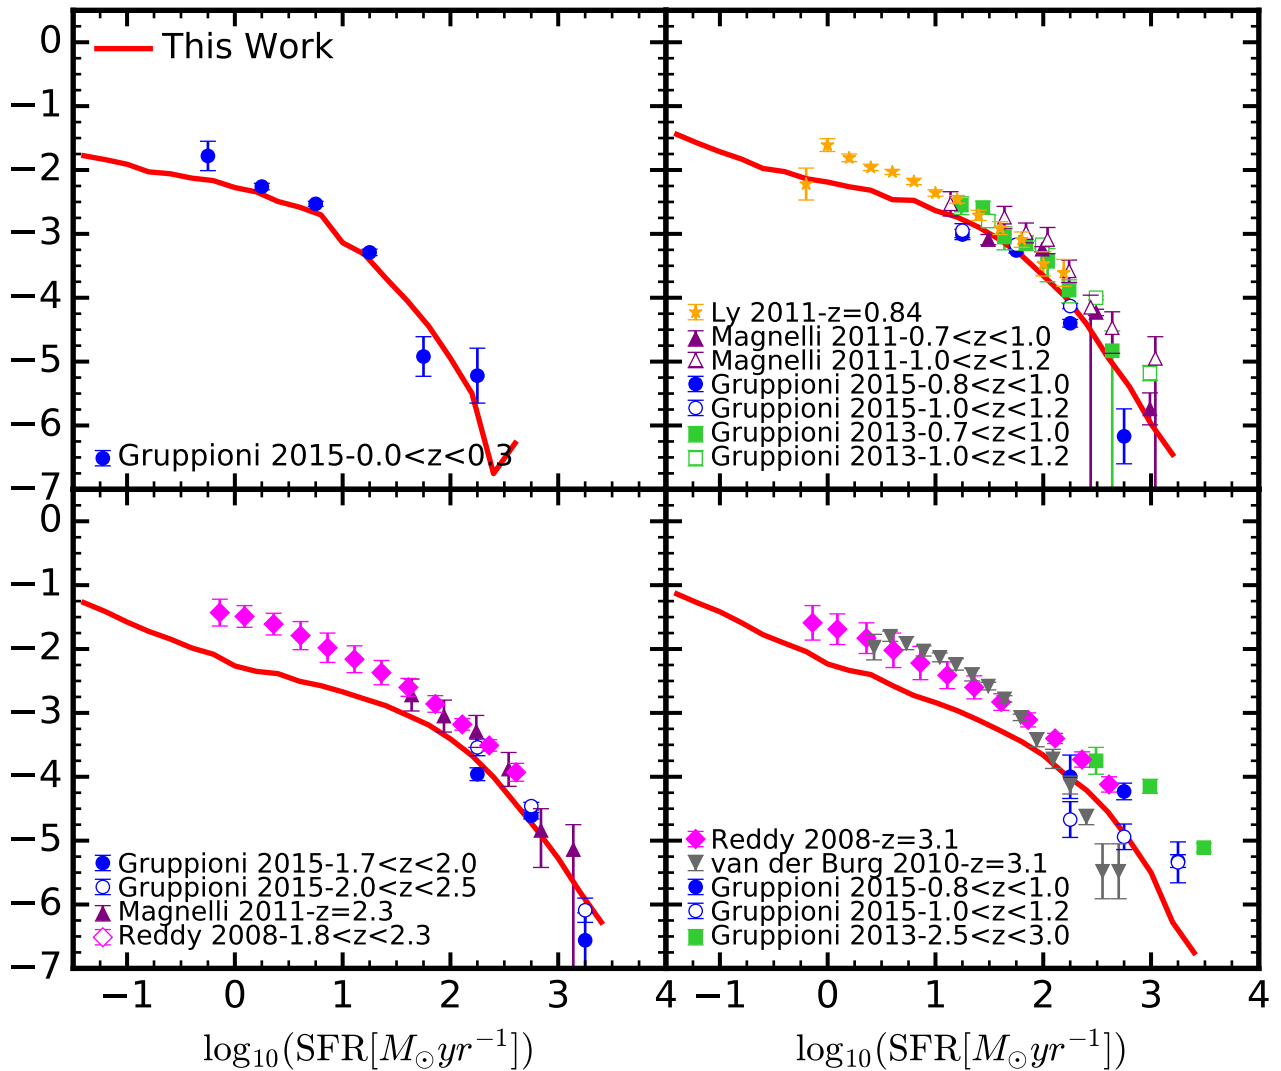 This Work
0
−1
−2
−3
−4
−5
−6
−7
Gruppioni 2015-0.0<z<0.3
Ly 2011-z=0.84
Magnelli 2011-0.7<z<1.0
Magnelli 2011-1.0<z<1.2
Gruppioni 2015-0.8<z<1.0
Gruppioni 2015-1.0<z<1.2
Gruppioni 2013-0.7<z<1.0
Gruppioni 2013-1.0<z<1.2
0
−1
−2
−3
−4
−5
−6
−7
Gruppioni 2015-1.7<z<2.0
Gruppioni 2015-2.0<z<2.5
Magnelli 2011-z=2.3
Reddy 2008-1.8<z<2.3
Reddy 2008-z=3.1
van der Burg 2010-z=3.1
Gruppioni 2015-0.8<z<1.0
Gruppioni 2015-1.0<z<1.2
Gruppioni 2013-2.5<z<3.0
−1 0 1 2 3 4 −1 0 1 2 3 4
log₁₀(SFR[M⊙yr⁻¹]) log₁₀(SFR[M⊙yr⁻¹])